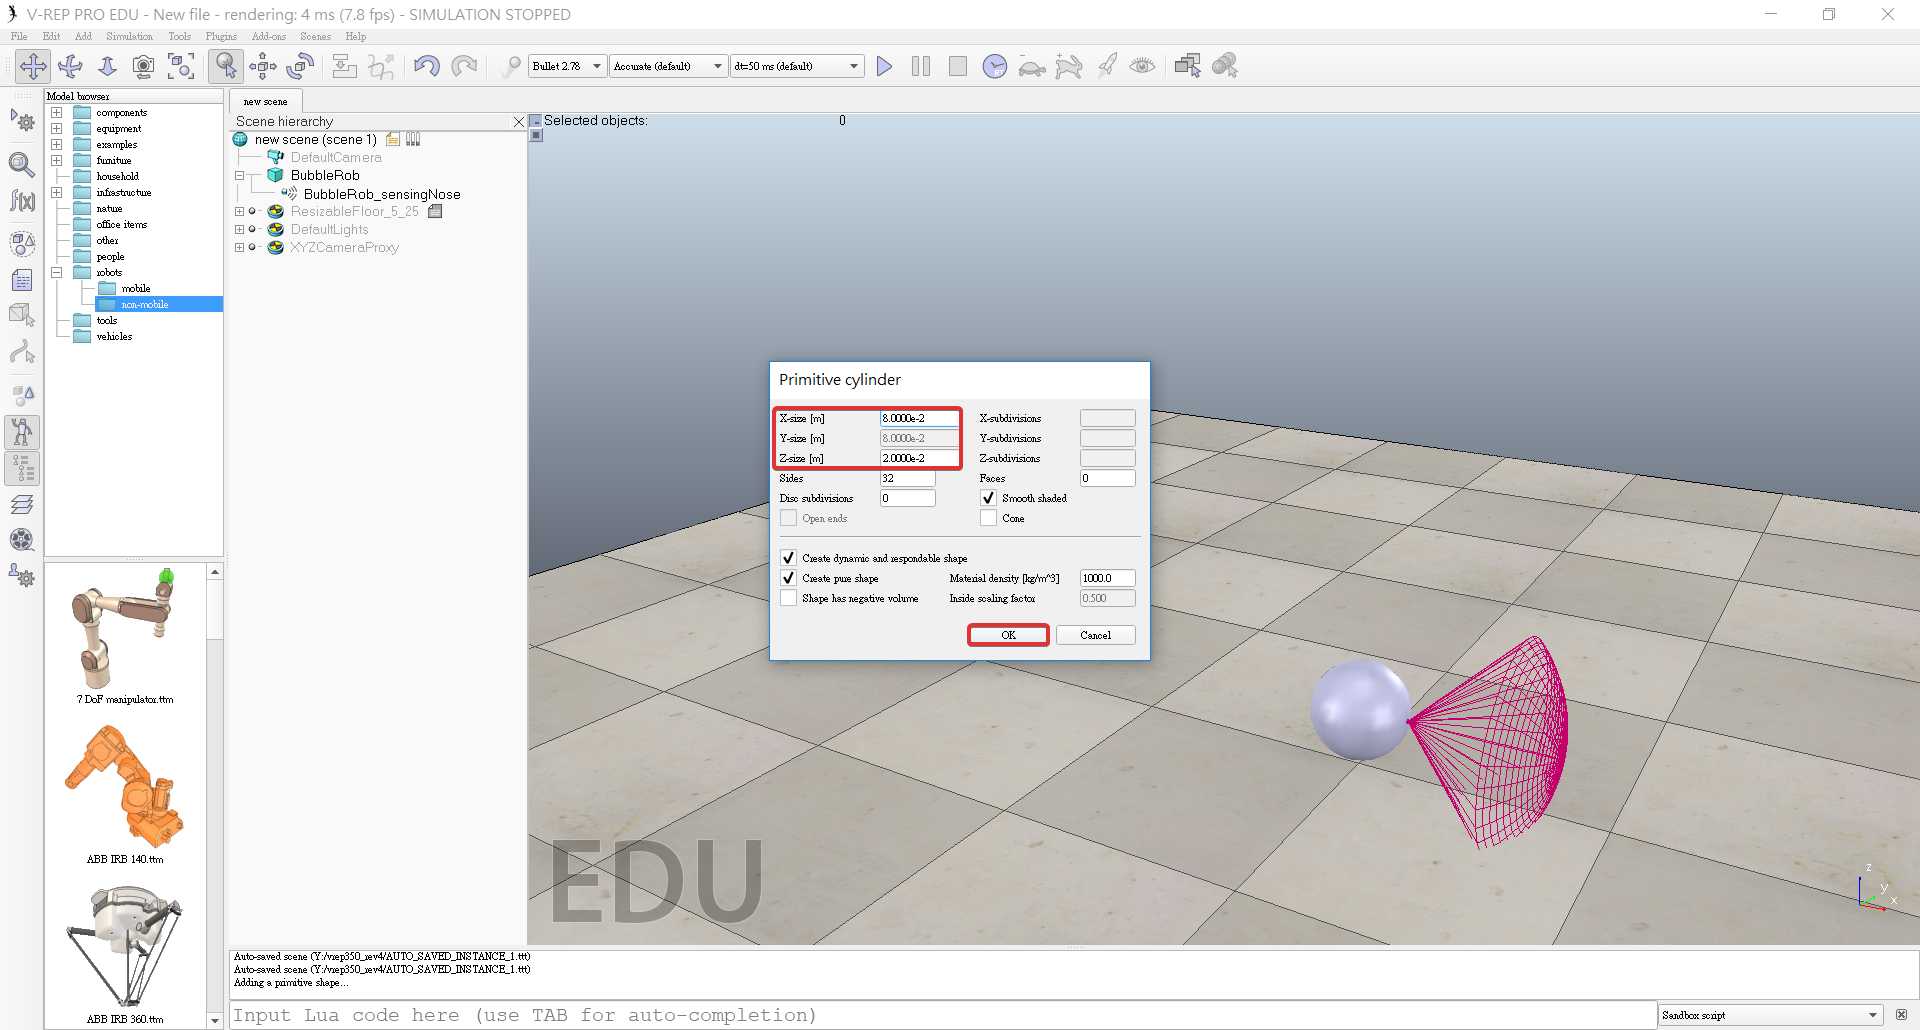 V-REP PRO EDU - New file - rendering: 4 ms (7.8 fps) - SIMULATION STOPPED
File Edit Add Simulation Tools Plugins Add-ons Scenes Help
Bullet 2.78 Accurate (default) dt=50 ms (default)
Model browser
components
equipment
examples
furniture
household
infrastructure
nature
office items
other
people
robots
mobile
non-mobile
tools
vehicles
7 DoF manipulator.ttm
ABB IRB 140.ttm
ABB IRB 360.ttm
new scene
Scene hierarchy
new scene (scene 1)
DefaultCamera
BubbleRob
BubbleRob_sensingNose
ResizableFloor_5_25
DefaultLights
XYZCameraProxy
Selected objects: 0
Primitive cylinder
X-size [m] 8.0000e-2 X-subdivisions
Y-size [m] 8.0000e-2 Y-subdivisions
Z-size [m] 2.0000e-2 Z-subdivisions
Sides 32 Faces 0
Disc subdivisions 0 Smooth shaded
Open ends Cone
Create dynamic and respondable shape
Create pure shape Material density [kg/m^3] 1000.0
Shape has negative volume Inside scaling factor 0.500
OK Cancel
EDU
z
y
x
Auto-saved scene (Y:/vrep350_rev4/AUTO_SAVED_INSTANCE_1.ttt)
Auto-saved scene (Y:/vrep350_rev4/AUTO_SAVED_INSTANCE_1.ttt)
Adding a primitive shape...
Input Lua code here (use TAB for auto-completion) Sandbox script